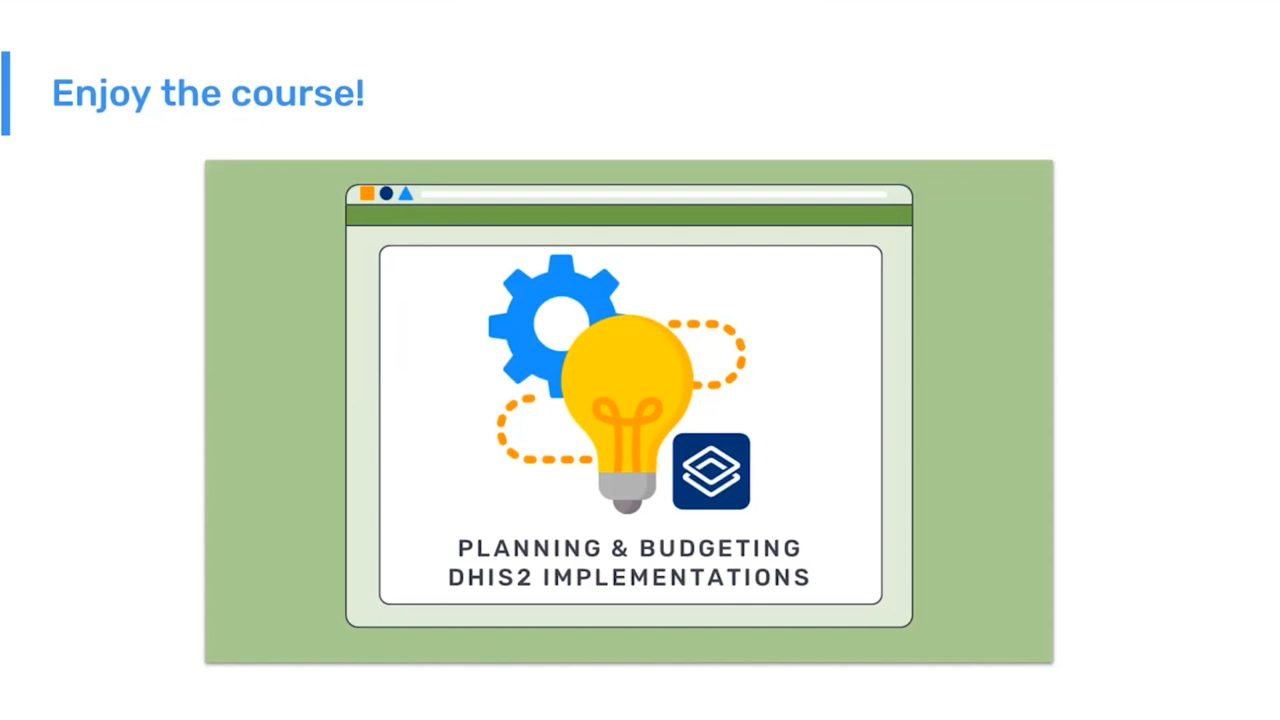 Enjoy the course!
PLANNING & BUDGETING
DHIS2 IMPLEMENTATIONS